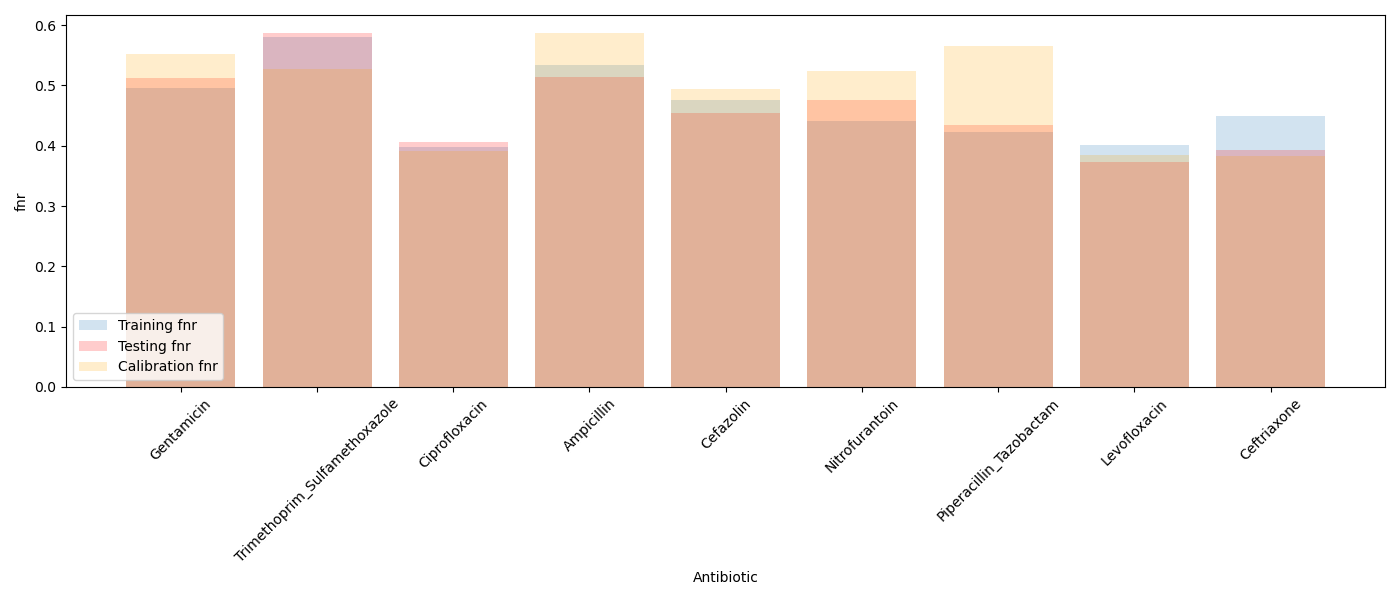 0.6
0.5
0.4
0.3
0.2
0.1
0.0
fnr
Training fnr
Testing fnr
Calibration fnr
Gentamicin
Trimethoprim_Sulfamethoxazole
Ciprofloxacin
Ampicillin
Cefazolin
Nitrofurantoin
Piperacillin_Tazobactam
Levofloxacin
Ceftriaxone
Antibiotic